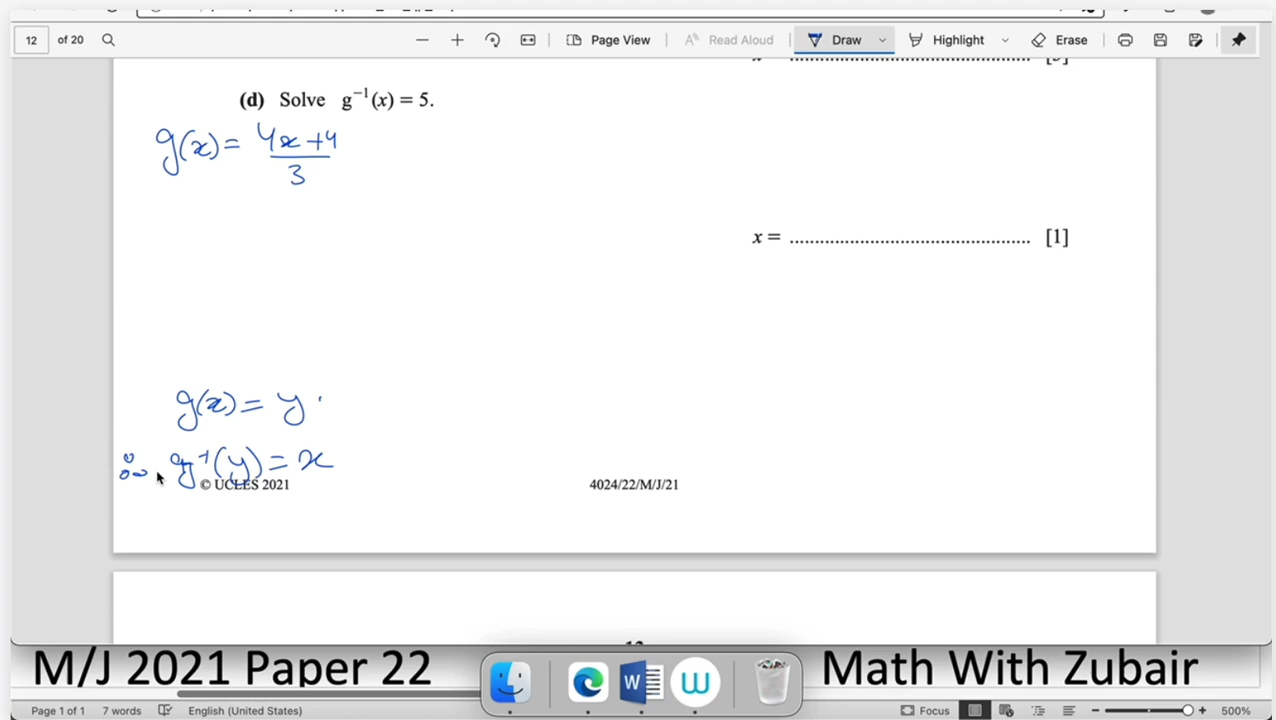 12 of 20 Page View Read Aloud Draw Highlight Erase
(d) Solve g⁻¹(x) = 5.
g(x) = (4x + 4)/3
x = .............................................. [1]
g(x) = y
g⁻¹(y) = x
© UCLES 2021 4024/22/M/J/21
M/J 2021 Paper 22 Math With Zubair
W
Page 1 of 1 7 words English (United States) Focus 500%